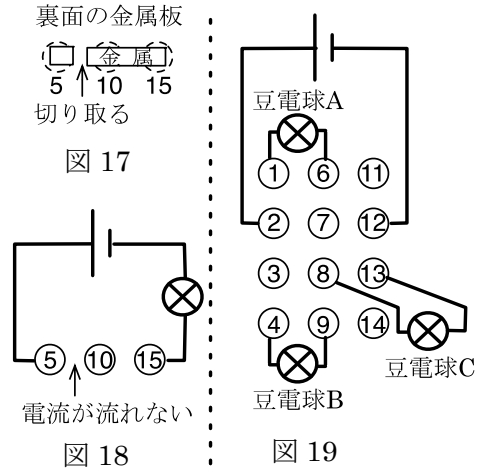 裏面の金属板
金 属
5 10 15
切り取る
図 17
5 10 15
電流が流れない
図 18
豆電球A
1 6 11
2 7 12
3 8 13
4 9 14
豆電球C
豆電球B
図 19